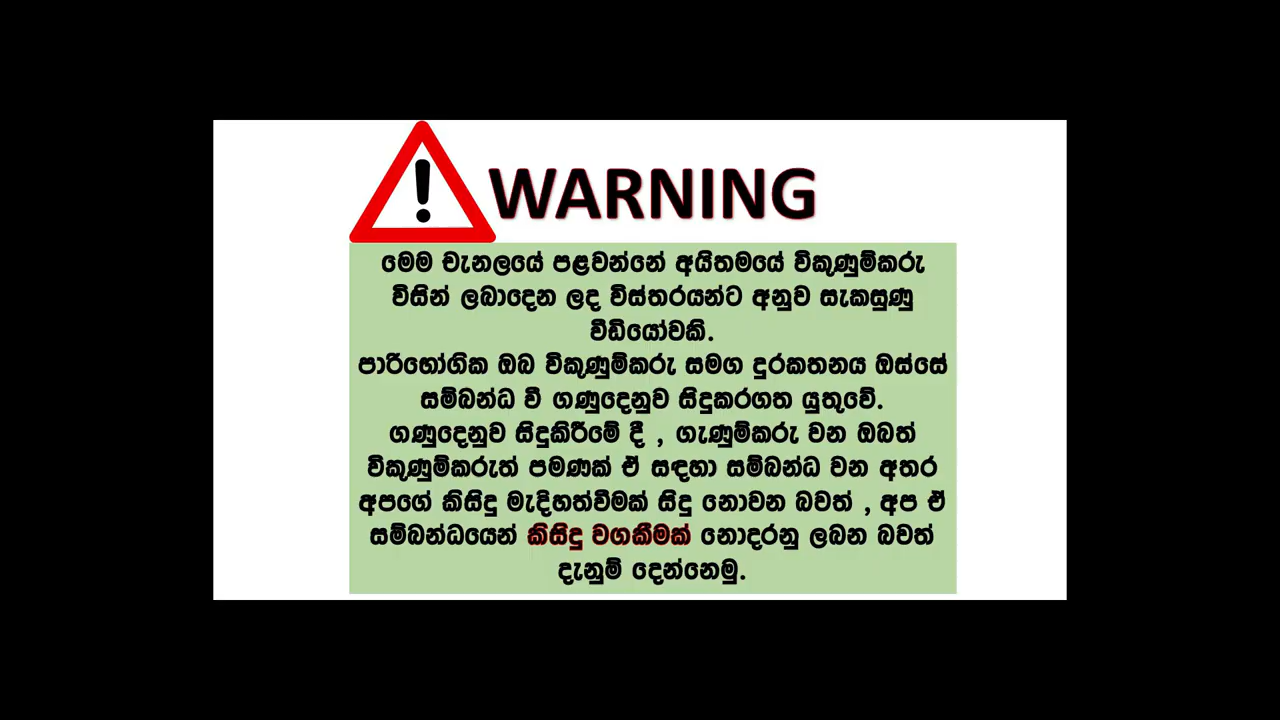 WARNING
මෙම චැනලයේ පළවන්නේ අයිතමයේ විකුණුම්කරු
විසින් ලබාදෙන ලද විස්තරයන්ට අනුව සැකසුණු
වීඩියෝවකි.
පාරිභෝගික ඔබ විකුණුම්කරු සමග දුරකතනය ඔස්සේ
සම්බන්ධ වී ගණුදෙනුව සිදුකරගත යුතුවේ.
ගණුදෙනුව සිදුකිරීමේ දී , ගැණුම්කරු වන ඔබත්
විකුණුම්කරුත් පමණක් ඒ සඳහා සම්බන්ධ වන අතර
අපගේ කිසිදු මැදිහත්වීමක් සිදු නොවන බවත් , අප ඒ
සම්බන්ධයෙන් කිසිදු වගකීමක් නොදරනු ලබන බවත්
දැනුම් දෙන්නෙමු.